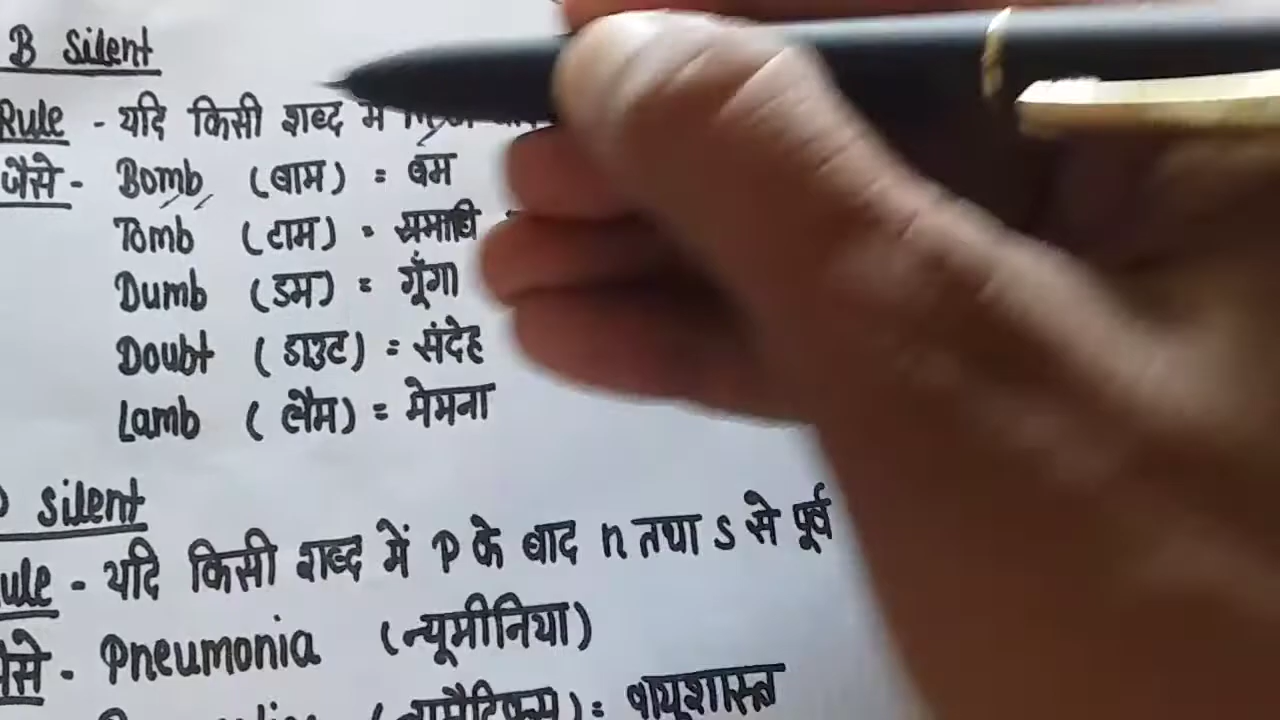 B Silent
Rule - यदि किसी शब्द में
जैसे - Bomb (बाम) = बम
Tomb (टाम) = समाधि
Dumb (डम) = गूँगा
Doubt (डाउट) = संदेह
Lamb (लैम) = मेमना
silent
यदि किसी शब्द में P के बाद n तथा s से पूर्व
Pneumonia (न्यूमीनिया)
वायुशास्त्र